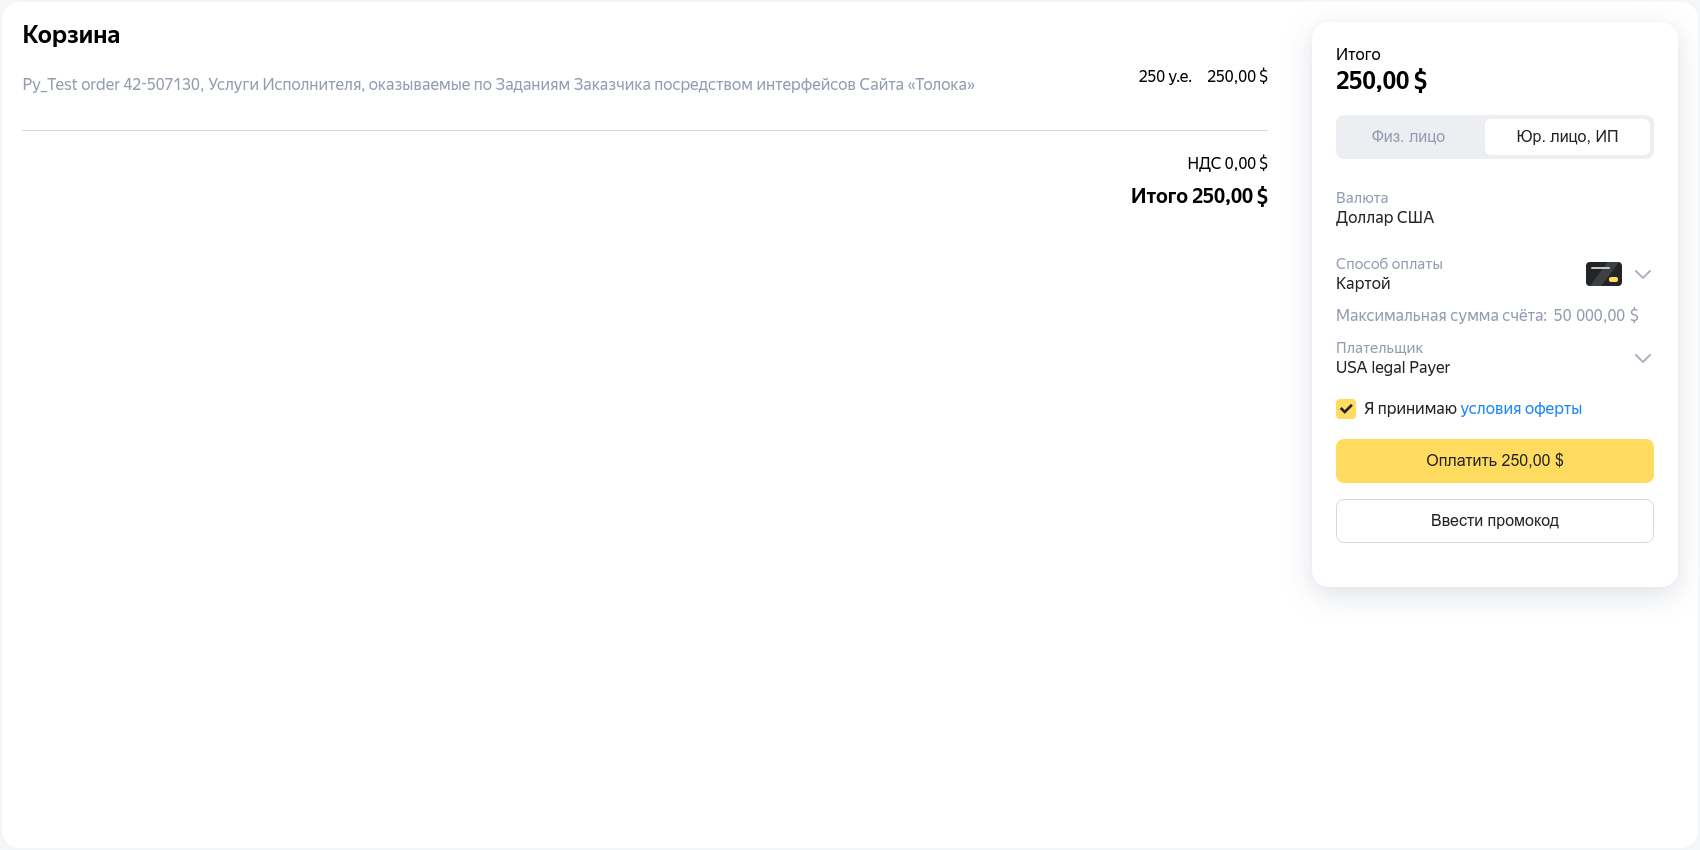 Корзина
Py_Test order 42-507130, Услуги Исполнителя, оказываемые по Заданиям Заказчика посредством интерфейсов Сайта «Толока»
250 у.е. 250,00 $
НДС 0,00 $
Итого 250,00 $
Итого
250,00 $
Физ. лицо Юр. лицо, ИП
Валюта
Доллар США
Способ оплаты
Картой
Максимальная сумма счёта: 50 000,00 $
Плательщик
USA legal Payer
Я принимаю условия оферты
Оплатить 250,00 $
Ввести промокод